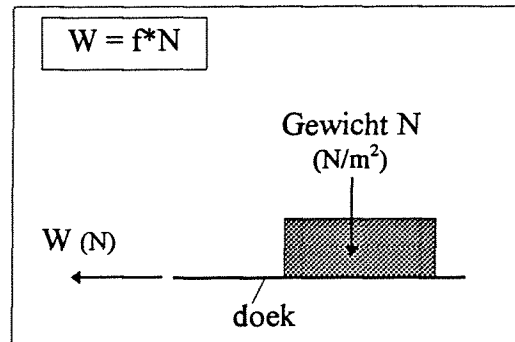 W = f*N
Gewicht N
(N/m²)
W (N)
doek